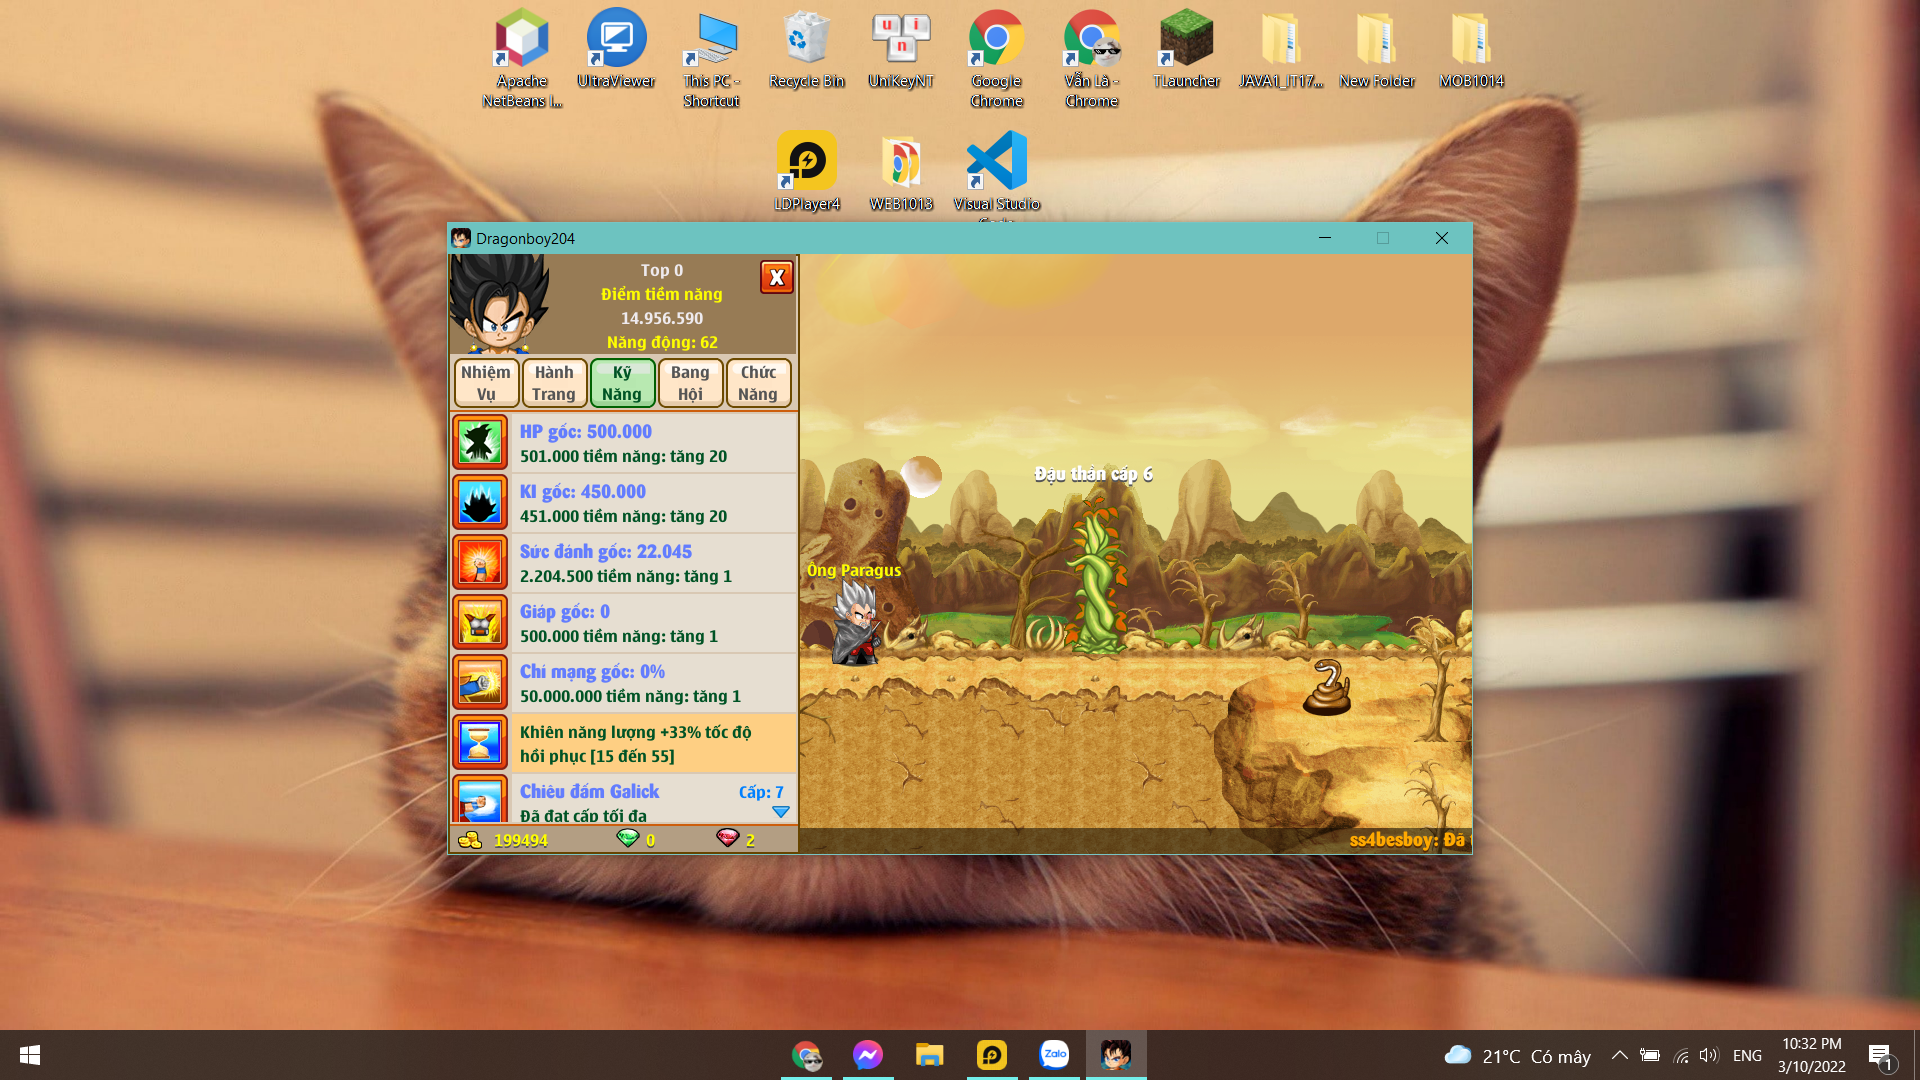 Apache
NetBeans I...
UltraViewer
This PC -
Shortcut
Recycle Bin
UniKeyNT
Google
Chrome
Vẫn Là -
Chrome
TLauncher
JAVA1_IT17...
New Folder
MOB1014
LDPlayer4
WEB1013
Visual Studio
Code
Dragonboy204
Top 0
Điểm tiềm năng
14.956.590
Năng động: 62
X
Nhiệm
Vụ
Hành
Trang
Kỹ
Năng
Bang
Hội
Chức
Năng
HP gốc: 500.000
501.000 tiềm năng: tăng 20
KI gốc: 450.000
451.000 tiềm năng: tăng 20
Sức đánh gốc: 22.045
2.204.500 tiềm năng: tăng 1
Giáp gốc: 0
500.000 tiềm năng: tăng 1
Chí mạng gốc: 0%
50.000.000 tiềm năng: tăng 1
Khiên năng lượng +33% tốc độ
hồi phục [15 đến 55]
Chiêu đấm Galick
Cấp: 7
Đã đạt cấp tối đa
199494
0
2
Đậu thần cấp 6
Ông Paragus
ss4besboy: Đã
Zalo
21°C Có mây
ENG
10:32 PM
3/10/2022
1